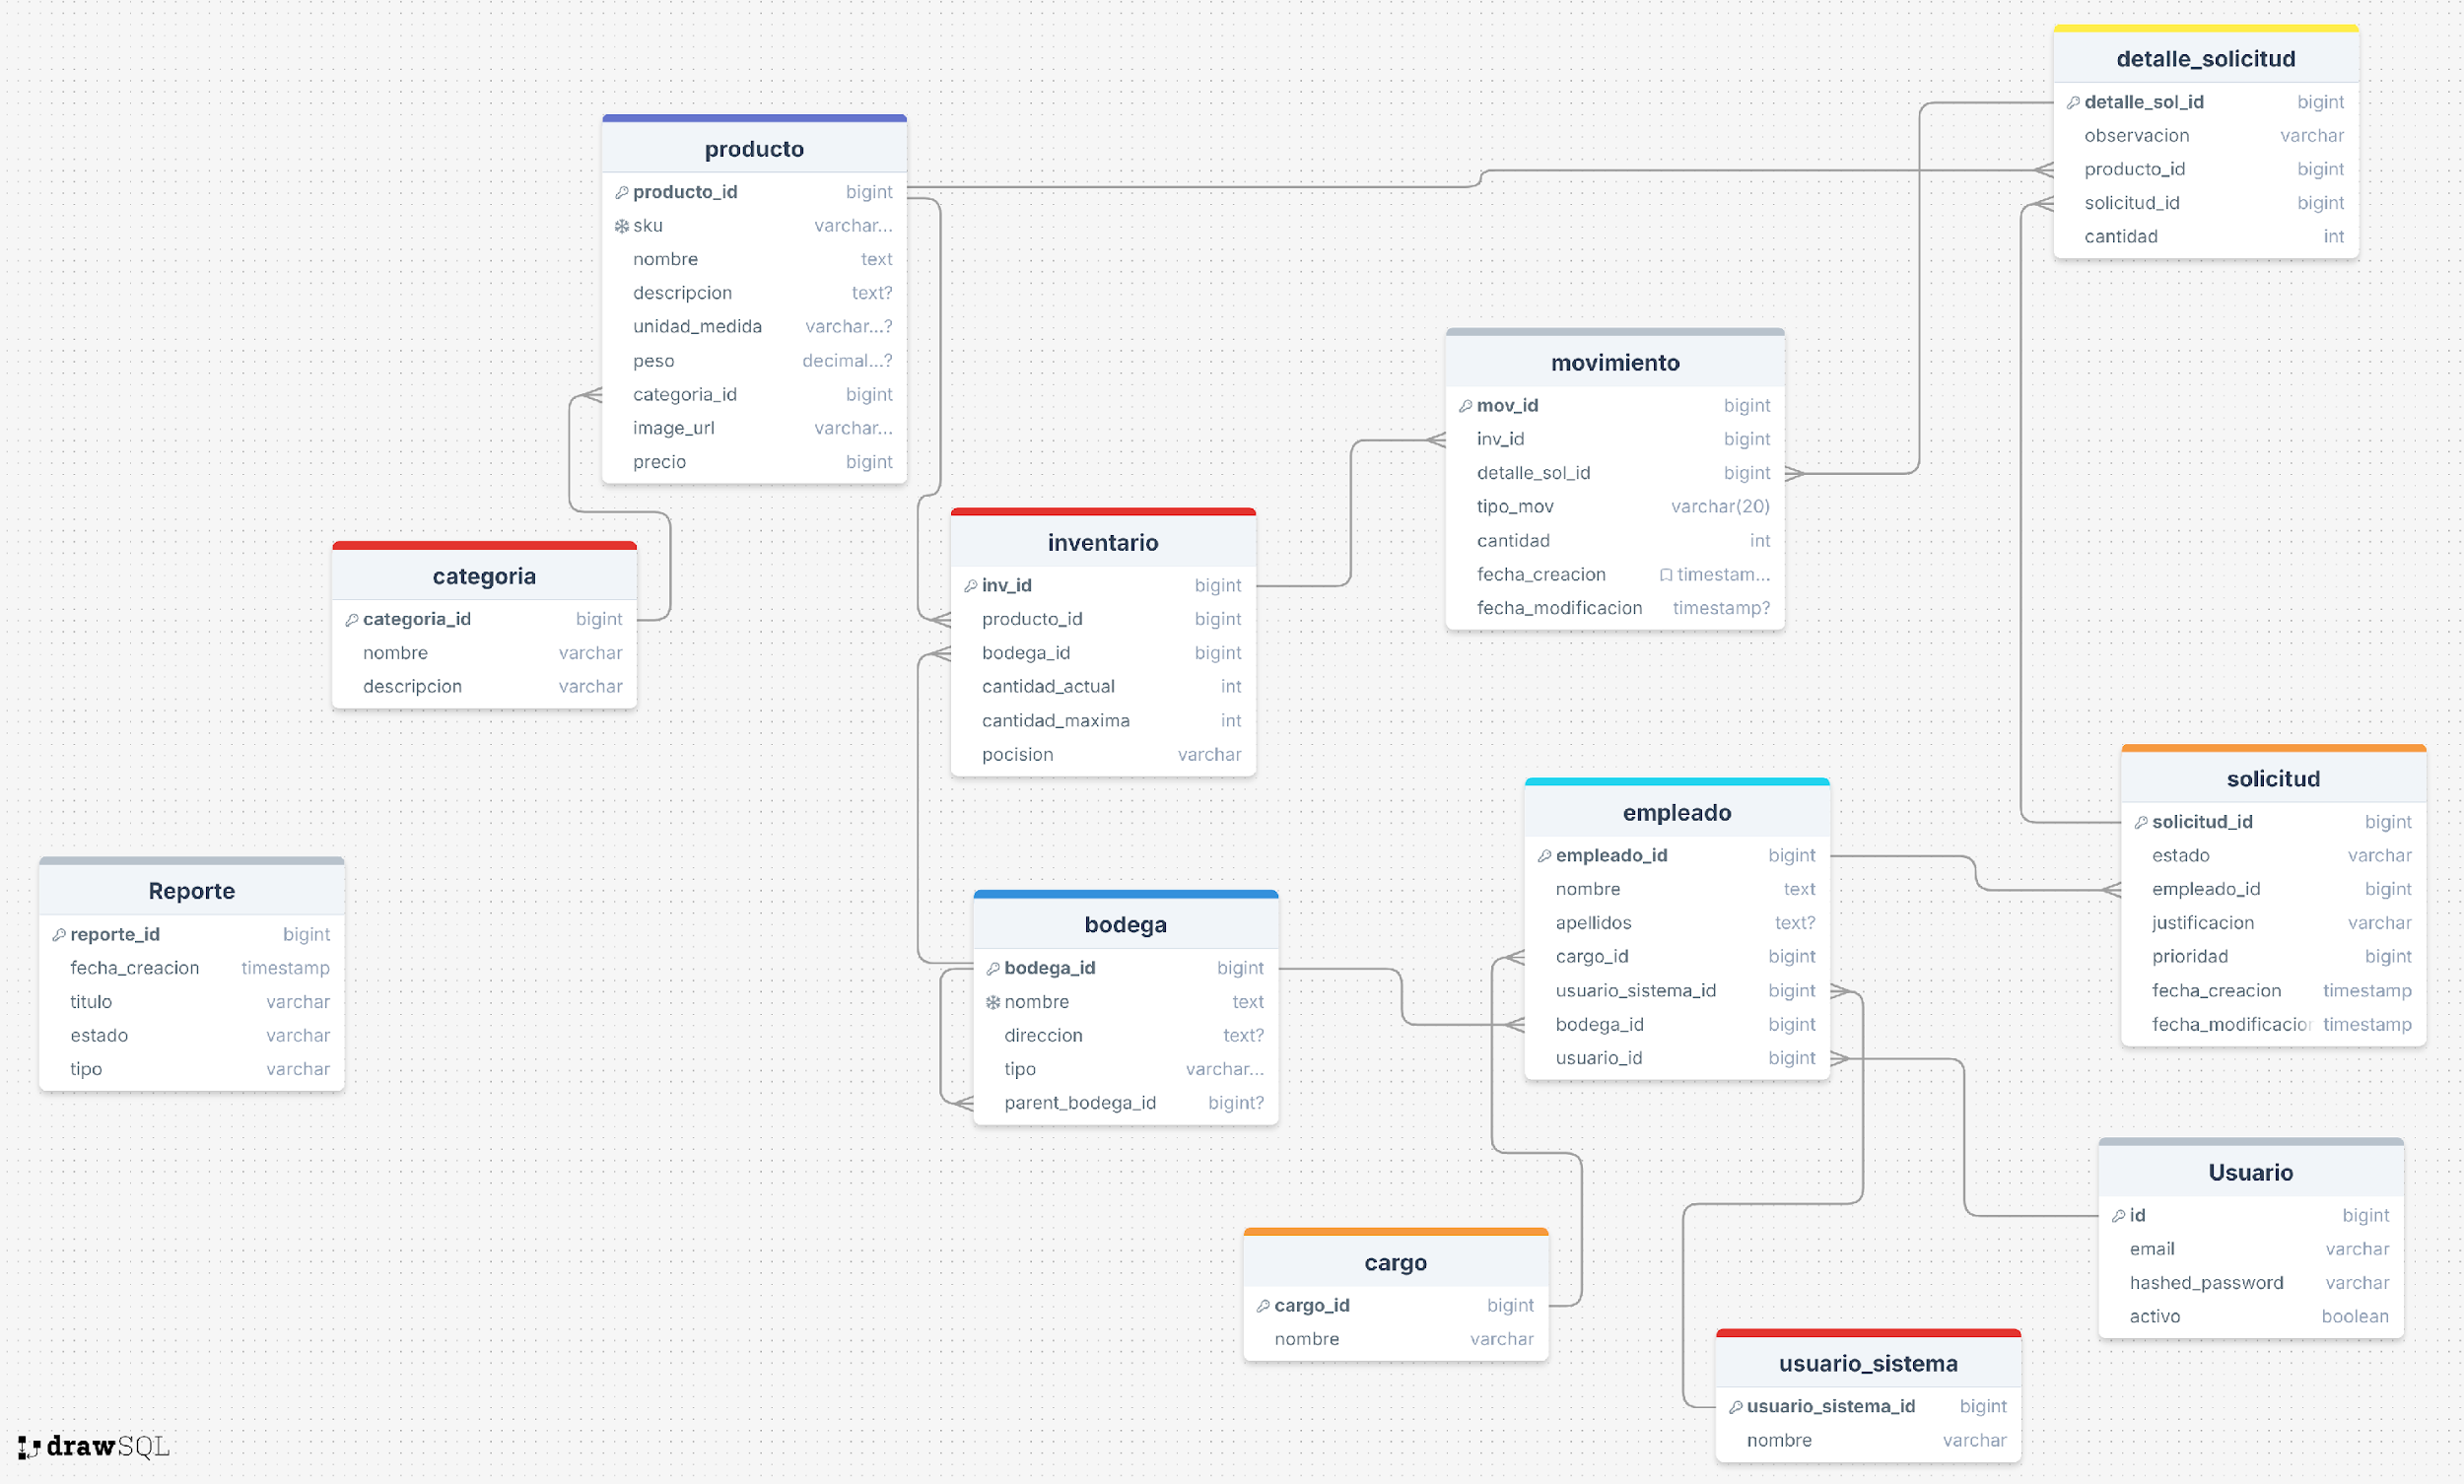 detalle_solicitud
detalle_sol_id bigint
observacion varchar
producto_id bigint
solicitud_id bigint
cantidad int
producto
producto_id bigint
sku varchar...
nombre text
descripcion text?
unidad_medida varchar...?
peso decimal...?
categoria_id bigint
image_url varchar...
precio bigint
movimiento
mov_id bigint
inv_id bigint
detalle_sol_id bigint
tipo_mov varchar(20)
cantidad int
fecha_creacion timestam...
fecha_modificacion timestamp?
inventario
inv_id bigint
producto_id bigint
bodega_id bigint
cantidad_actual int
cantidad_maxima int
pocision varchar
categoria
categoria_id bigint
nombre varchar
descripcion varchar
solicitud
solicitud_id bigint
estado varchar
empleado_id bigint
justificacion varchar
prioridad bigint
fecha_creacion timestamp
fecha_modificacion timestamp
empleado
empleado_id bigint
nombre text
apellidos text?
cargo_id bigint
usuario_sistema_id bigint
bodega_id bigint
usuario_id bigint
Reporte
reporte_id bigint
fecha_creacion timestamp
titulo varchar
estado varchar
tipo varchar
bodega
bodega_id bigint
nombre text
direccion text?
tipo varchar...
parent_bodega_id bigint?
Usuario
id bigint
email varchar
hashed_password varchar
activo boolean
cargo
cargo_id bigint
nombre varchar
usuario_sistema
usuario_sistema_id bigint
nombre varchar
drawSQL